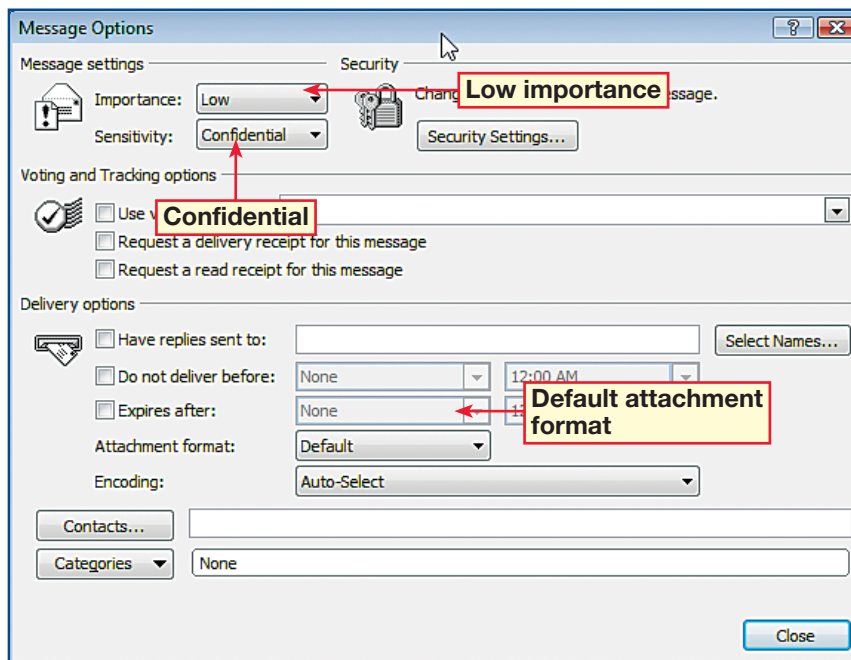 Message Options
Message settings
Security
Importance: Low
Low importance
Sensitivity: Confidential
Security Settings...
Voting and Tracking options
Use
Confidential
Request a delivery receipt for this message
Request a read receipt for this message
Delivery options
Have replies sent to:
Select Names...
Do not deliver before: None 12:00 AM
Expires after: None
Default attachment
format
Attachment format: Default
Encoding: Auto-Select
Contacts...
Categories None
Close